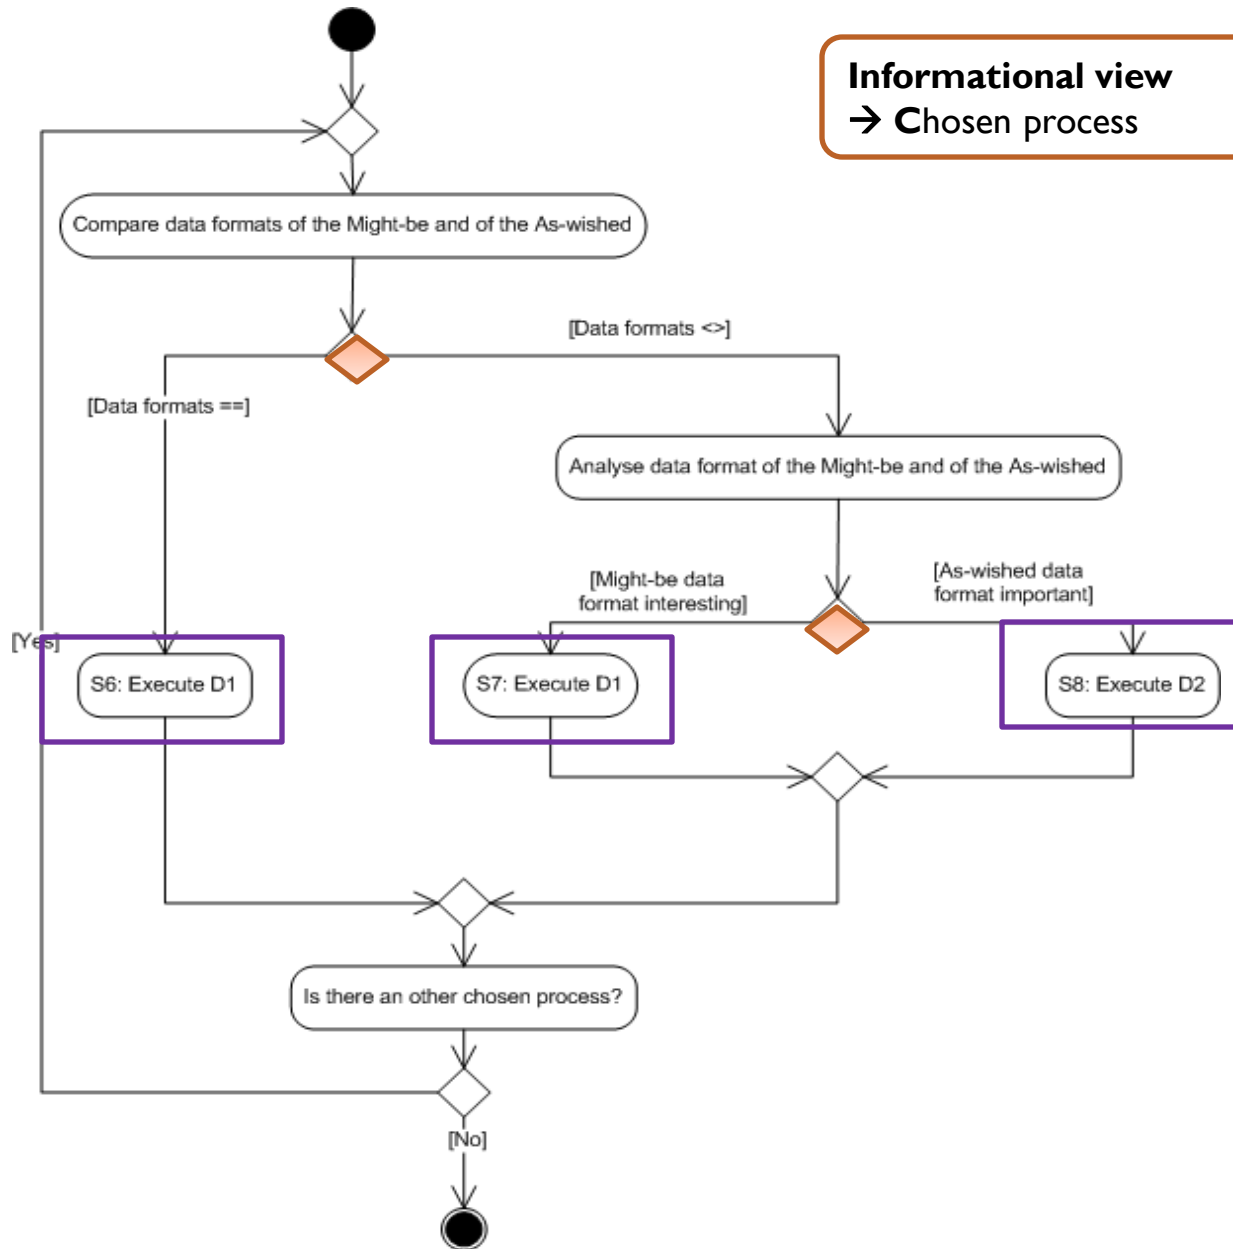 Informational view
→ Chosen process
Compare data formats of the Might-be and of the As-wished
[Data formats <>]
[Data formats ==]
Analyse data format of the Might-be and of the As-wished
[Might-be data
format interesting]
[As-wished data
format important]
[Yes]
S6: Execute D1
S7: Execute D1
S8: Execute D2
Is there an other chosen process?
[No]